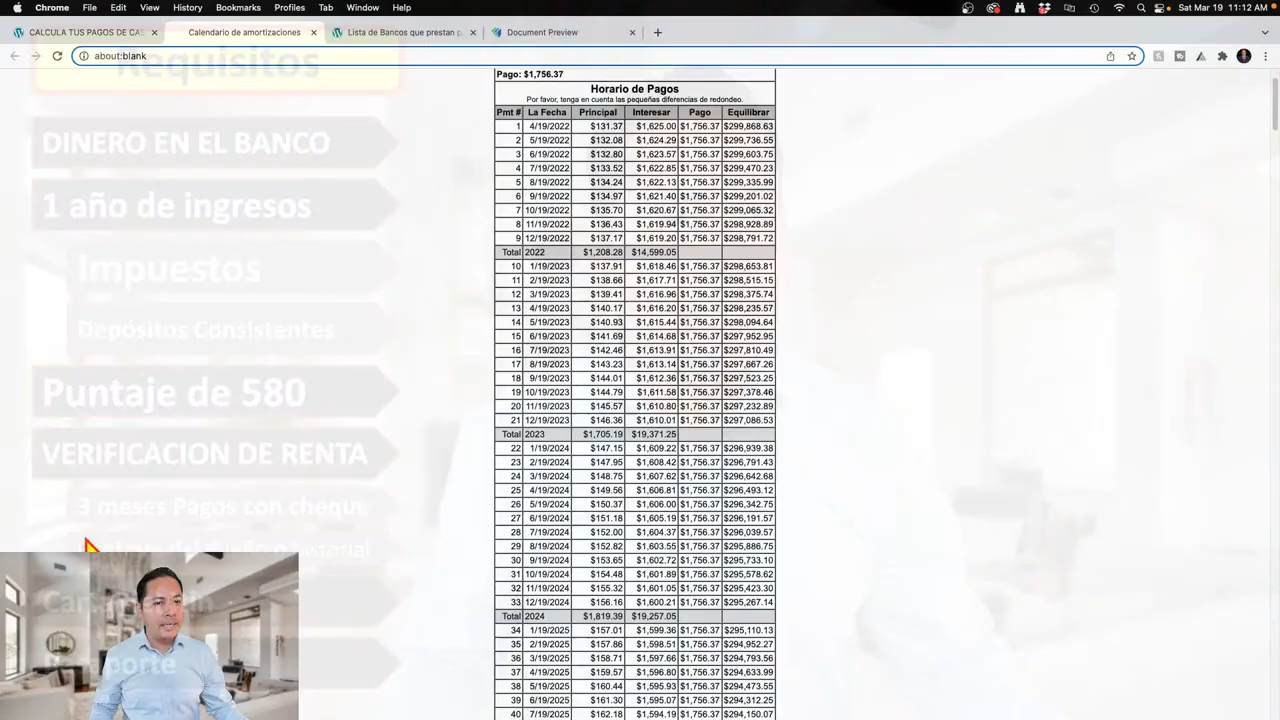 Chrome File Edit View History Bookmarks Profiles Tab Window Help Sat Mar 19 11:12 AM
CALCULA TUS PAGOS DE CAS Calendario de amortizaciones Lista de Bancos que prestan p Document Preview
about:blank
Requisitos
DINERO EN EL BANCO
1 año de ingresos
Impuestos
Depósitos Consistentes
Puntaje de 580
VERIFICACION DE RENTA
3 meses Pagos con cheque
Pago: $1,756.37
Horario de Pagos
Por favor, tenga en cuenta las pequeñas diferencias de redondeo.
Pmt # La Fecha Principal Interesar Pago Equilibrar
1 4/19/2022 $131.37 $1,625.00 $1,756.37 $299,868.63
2 5/19/2022 $132.08 $1,624.29 $1,756.37 $299,736.55
3 6/19/2022 $132.80 $1,623.57 $1,756.37 $299,603.75
4 7/19/2022 $133.52 $1,622.85 $1,756.37 $299,470.23
5 8/19/2022 $134.24 $1,622.13 $1,756.37 $299,335.99
6 9/19/2022 $134.97 $1,621.40 $1,756.37 $299,201.02
7 10/19/2022 $135.70 $1,620.67 $1,756.37 $299,065.32
8 11/19/2022 $136.43 $1,619.94 $1,756.37 $298,928.89
9 12/19/2022 $137.17 $1,619.20 $1,756.37 $298,791.72
Total 2022 $1,208.28 $14,599.05
10 1/19/2023 $137.91 $1,618.46 $1,756.37 $298,653.81
11 2/19/2023 $138.66 $1,617.71 $1,756.37 $298,515.15
12 3/19/2023 $139.41 $1,616.96 $1,756.37 $298,375.74
13 4/19/2023 $140.17 $1,616.20 $1,756.37 $298,235.57
14 5/19/2023 $140.93 $1,615.44 $1,756.37 $298,094.64
15 6/19/2023 $141.69 $1,614.68 $1,756.37 $297,952.95
16 7/19/2023 $142.46 $1,613.91 $1,756.37 $297,810.49
17 8/19/2023 $143.23 $1,613.14 $1,756.37 $297,667.26
18 9/19/2023 $144.01 $1,612.36 $1,756.37 $297,523.25
19 10/19/2023 $144.79 $1,611.58 $1,756.37 $297,378.46
20 11/19/2023 $145.57 $1,610.80 $1,756.37 $297,232.89
21 12/19/2023 $146.36 $1,610.01 $1,756.37 $297,086.53
Total 2023 $1,705.19 $19,371.25
22 1/19/2024 $147.15 $1,609.22 $1,756.37 $296,939.38
23 2/19/2024 $147.95 $1,608.42 $1,756.37 $296,791.43
24 3/19/2024 $148.75 $1,607.62 $1,756.37 $296,642.68
25 4/19/2024 $149.56 $1,606.81 $1,756.37 $296,493.12
26 5/19/2024 $150.37 $1,606.00 $1,756.37 $296,342.75
27 6/19/2024 $151.18 $1,605.19 $1,756.37 $296,191.57
28 7/19/2024 $152.00 $1,604.37 $1,756.37 $296,039.57
29 8/19/2024 $152.82 $1,603.55 $1,756.37 $295,886.75
30 9/19/2024 $153.65 $1,602.72 $1,756.37 $295,733.10
31 10/19/2024 $154.48 $1,601.89 $1,756.37 $295,578.62
32 11/19/2024 $155.32 $1,601.05 $1,756.37 $295,423.30
33 12/19/2024 $156.16 $1,600.21 $1,756.37 $295,267.14
Total 2024 $1,819.39 $19,257.05
34 1/19/2025 $157.01 $1,599.36 $1,756.37 $295,110.13
35 2/19/2025 $157.86 $1,598.51 $1,756.37 $294,952.27
36 3/19/2025 $158.71 $1,597.66 $1,756.37 $294,793.56
37 4/19/2025 $159.57 $1,596.80 $1,756.37 $294,633.99
38 5/19/2025 $160.44 $1,595.93 $1,756.37 $294,473.55
39 6/19/2025 $161.30 $1,595.07 $1,756.37 $294,312.25
40 7/19/2025 $162.18 $1,594.19 $1,756.37 $294,150.07